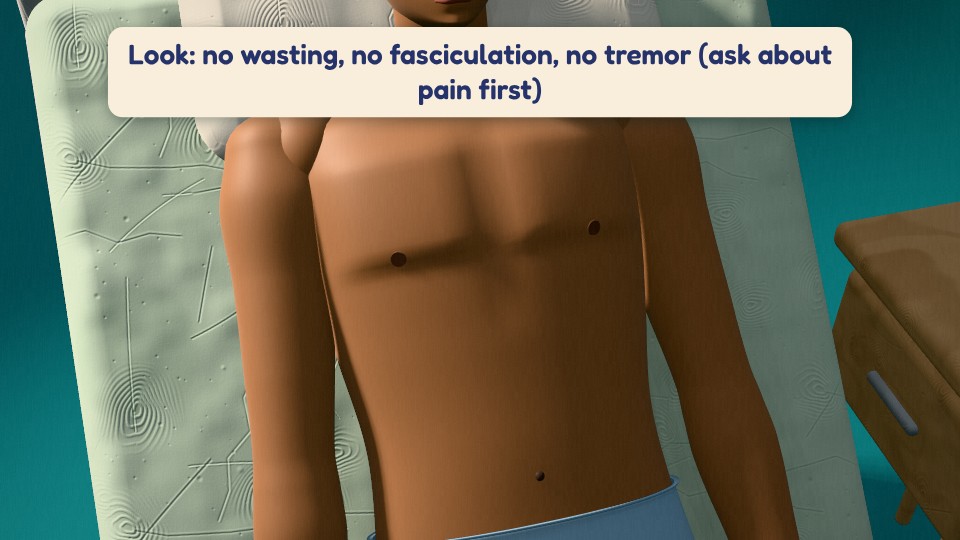 Look: no wasting, no fasciculation, no tremor (ask about
pain first)